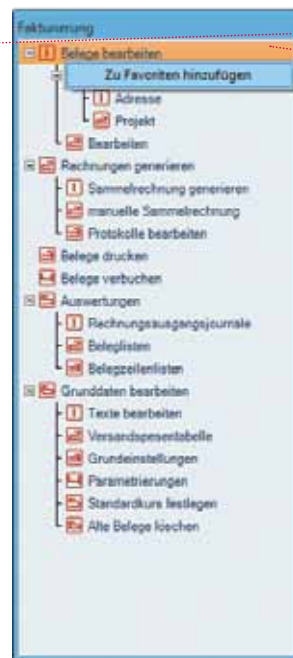 Fakturierung
Belege bearbeiten
Zu Favoriten hinzufügen
Adresse
Projekt
Bearbeiten
Rechnungen generieren
Sammelrechnung generieren
manuelle Sammelrechnung
Protokolle bearbeiten
Belege drucken
Belege verbuchen
Auswertungen
Rechnungsausgangsjournale
Beleglisten
Belegzeilenlisten
Grunddaten bearbeiten
Texte bearbeiten
Versandspesentabelle
Grundeinstellungen
Parametrierungen
Standardkurs festlegen
Alte Belege löschen